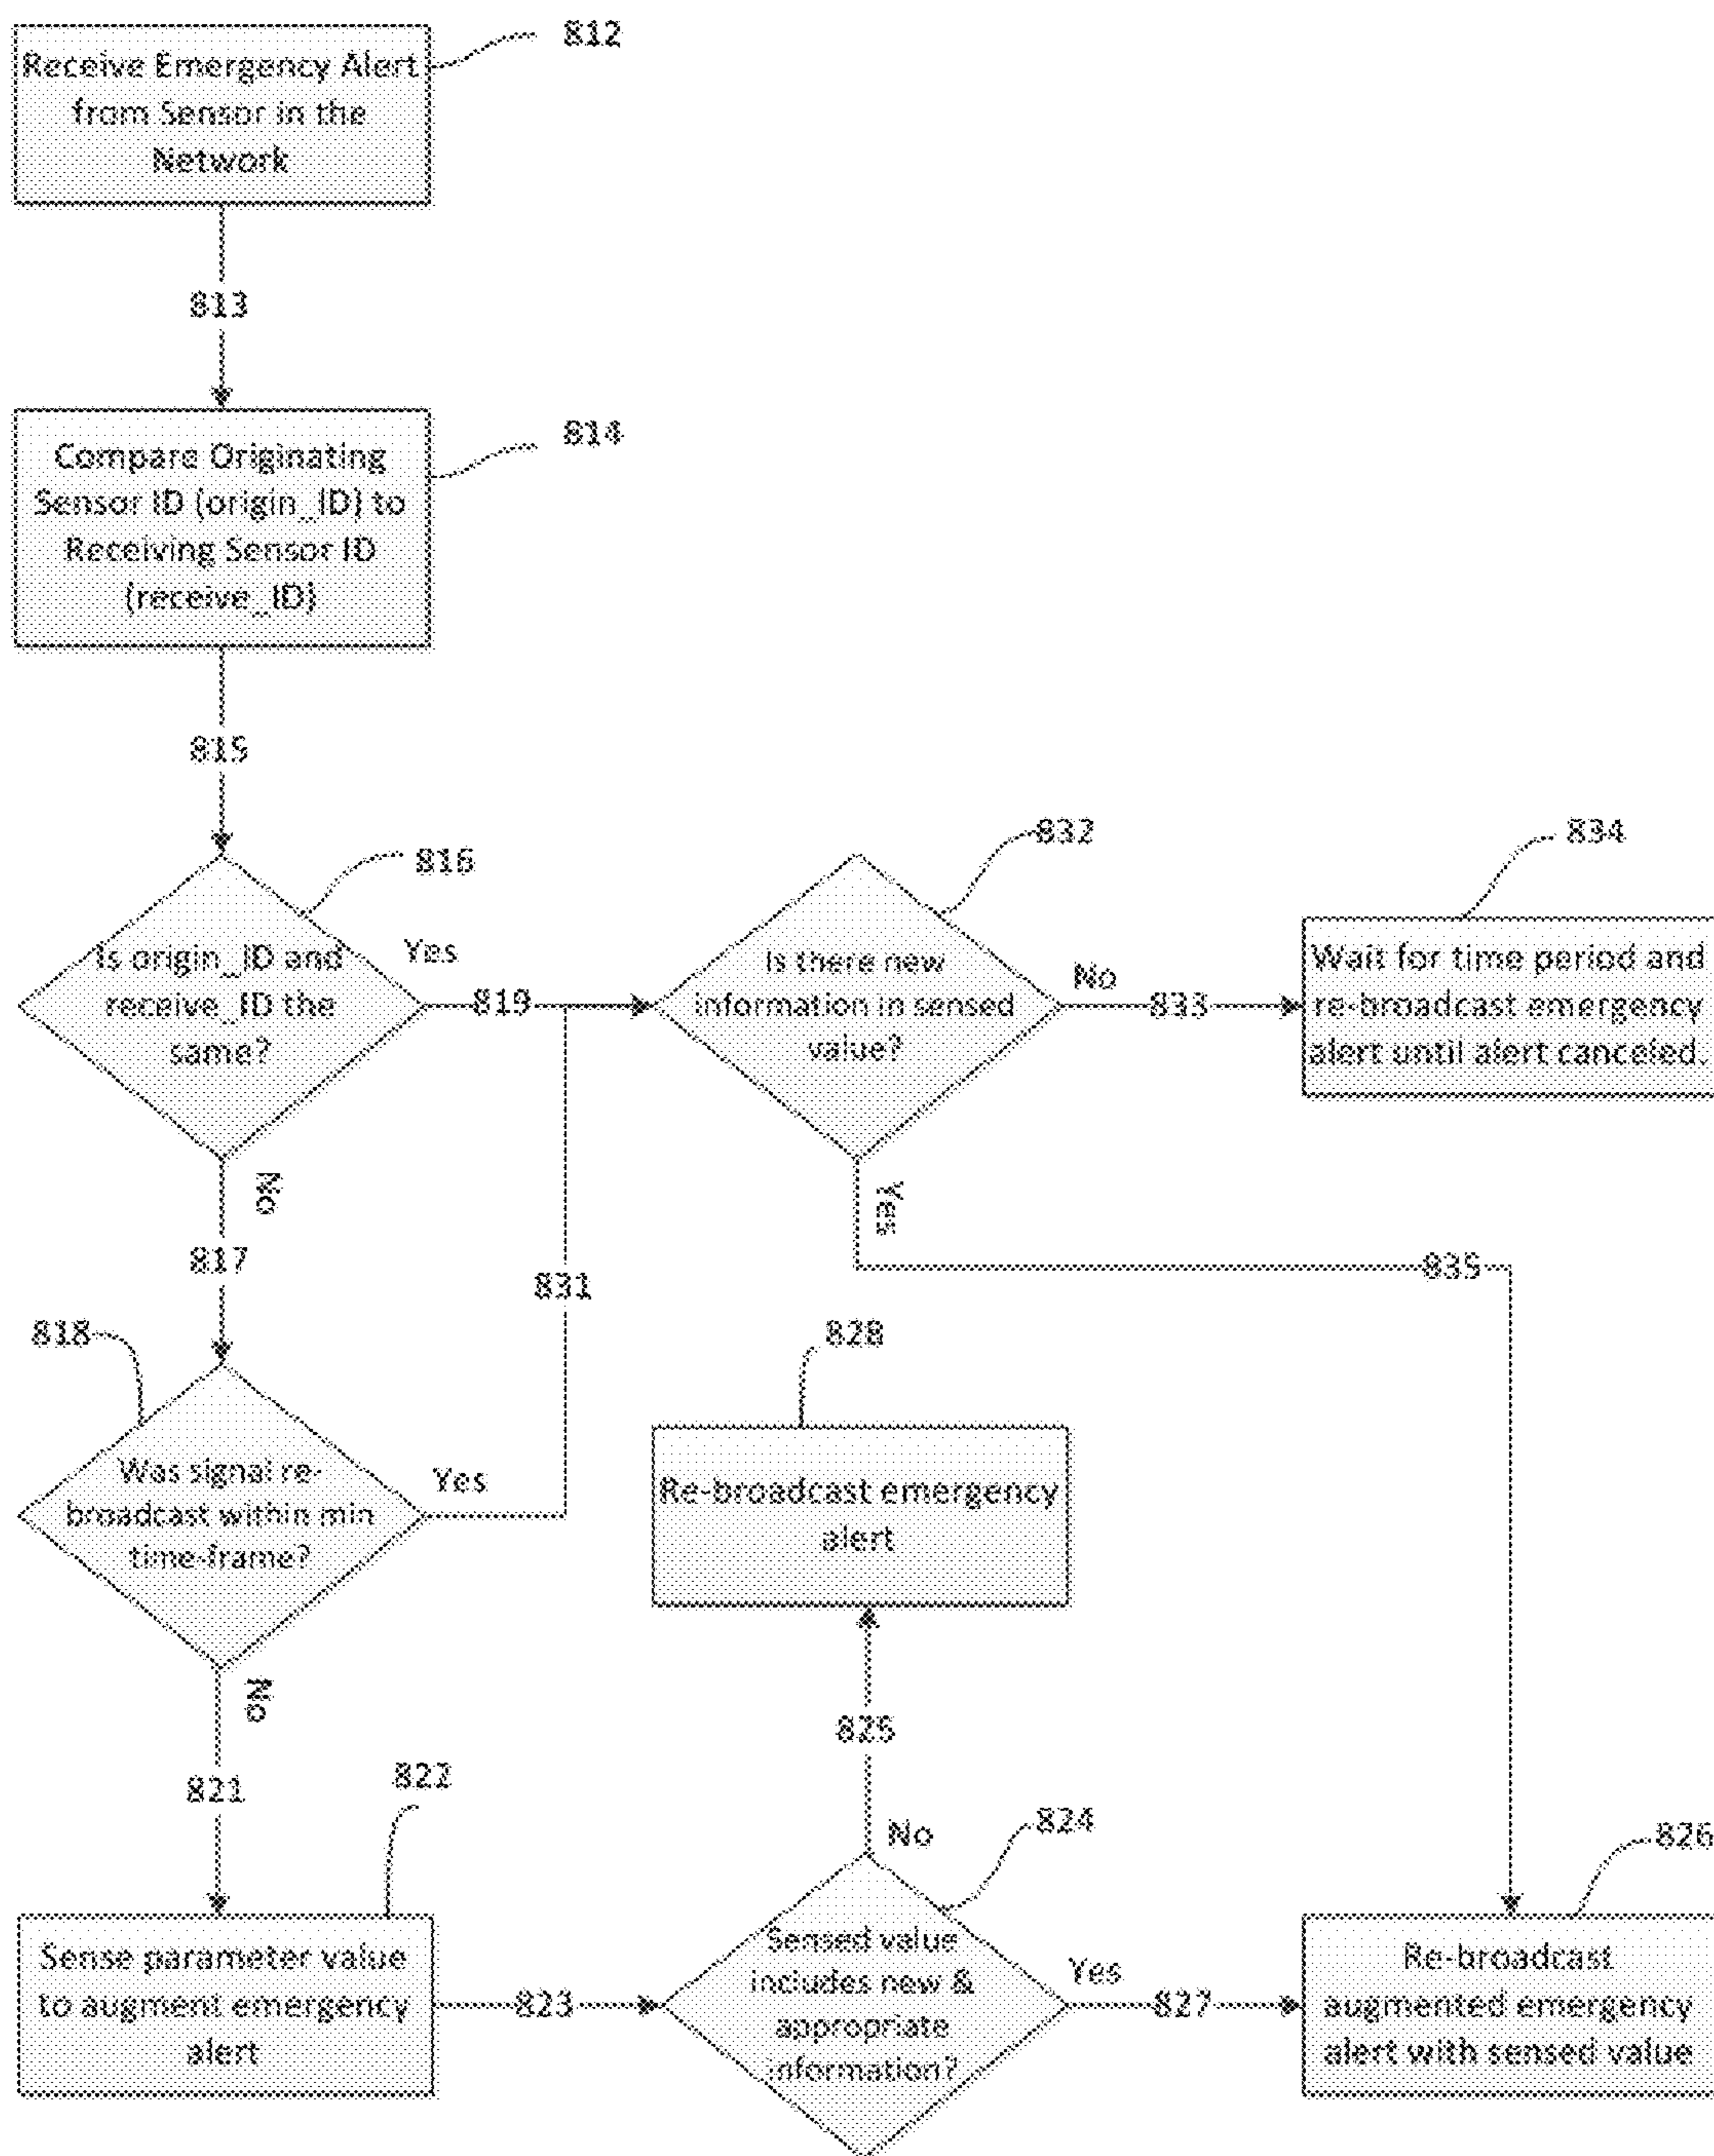 812
Receive Emergency Alert
from Sensor in the
Network
813
814
Compare Originating
Sensor ID (origin_ID) to
Receiving Sensor ID
(receive_ID)
815
816
Is origin_ID and
receive_ID the
same?
Yes
819
No
832
Is there new
information in sensed
value?
No
833
Yes
834
Wait for time period and
re-broadcast emergency
alert until alert canceled.
817
831
835
818
Was signal re-
broadcast within min
time-frame?
Yes
No
828
Re-broadcast emergency
alert
825
821
822
Sense parameter value
to augment emergency
alert
823
No
824
Sensed value
includes new &
appropriate
information?
Yes
827
826
Re-broadcast
augmented emergency
alert with sensed value